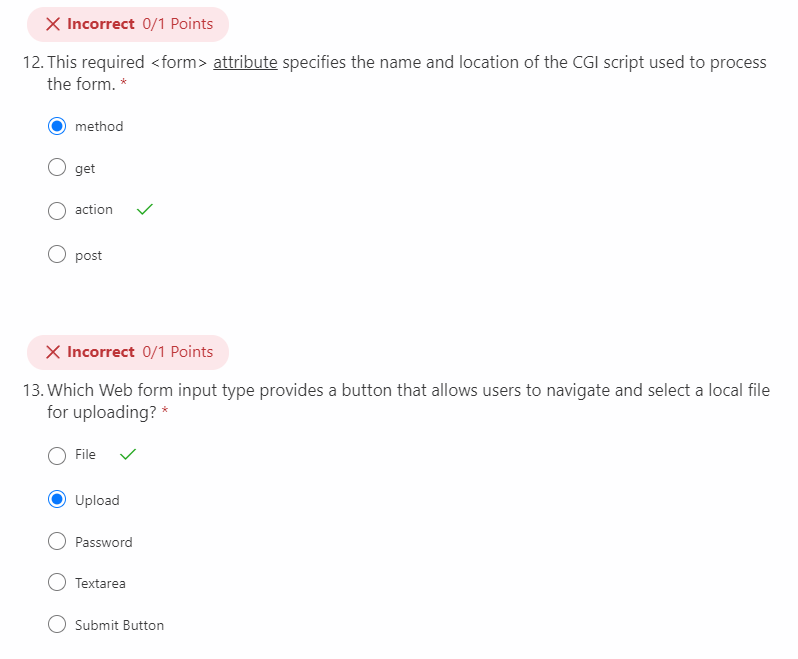 Incorrect 0/1 Points
12. This required <form> attribute specifies the name and location of the CGI script used to process
the form. *
method
get
action
post
Incorrect 0/1 Points
13. Which Web form input type provides a button that allows users to navigate and select a local file
for uploading? *
File
Upload
Password
Textarea
Submit Button